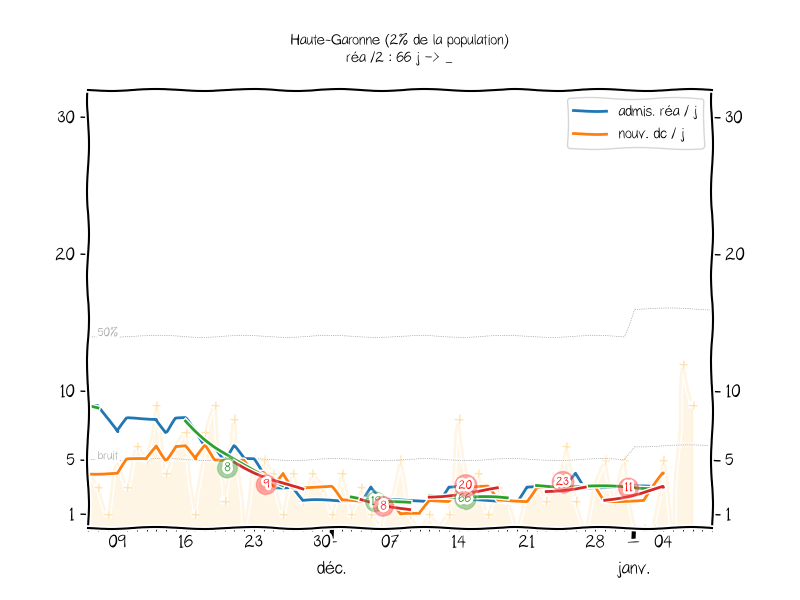 Haute-Garonne (2% de la population)
réa /2 : 66 j -> _
admis. réa / j
nouv. dc / j
30 30
20 20
50%
10 10
bruit
5 5
8 9 8 20 66 23 11
1 1
09 16 23 30 07 14 21 28 04
déc. janv.